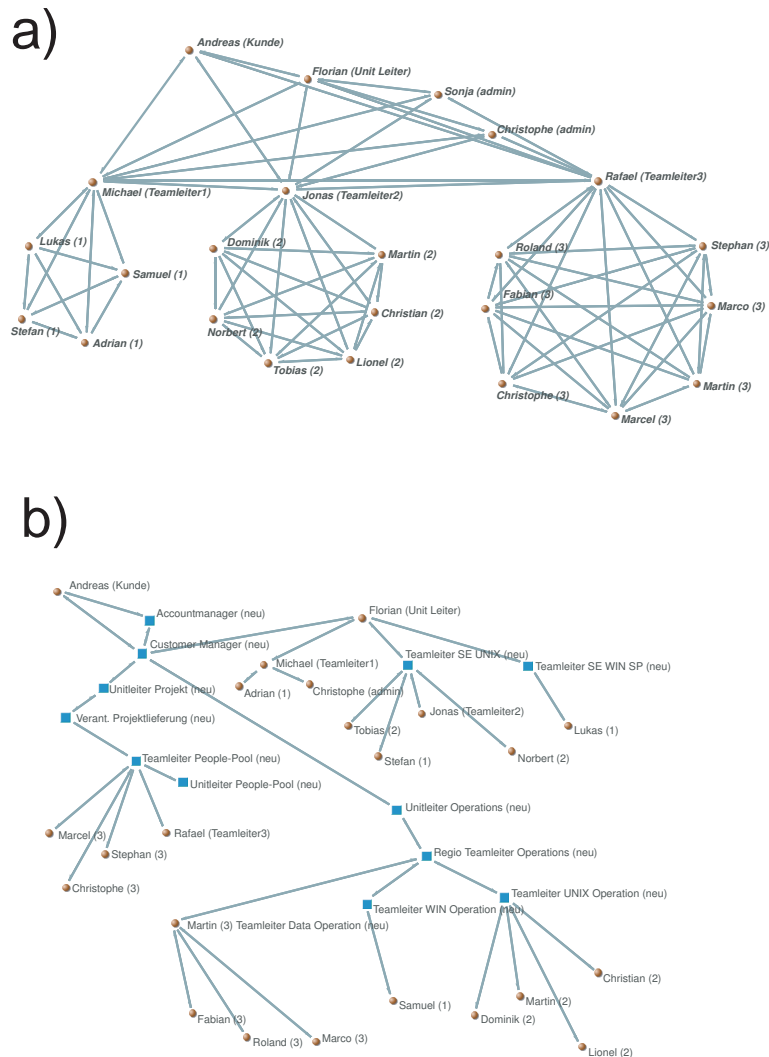 a)
Andreas (Kunde)
Florian (Unit Leiter)
Sonja (admin)
Christophe (admin)
Michael (Teamleiter1)
Jonas (Teamleiter2)
Rafael (Teamleiter3)
Lukas (1)
Samuel (1)
Stefan (1)
Adrian (1)
Dominik (2)
Martin (2)
Christian (2)
Norbert (2)
Tobias (2)
Lionel (2)
Roland (3)
Stephan (3)
Fabian (3)
Marco (3)
Christophe (3)
Martin (3)
Marcel (3)
b)
Andreas (Kunde)
Accountmanager (neu)
Florian (Unit Leiter)
Customer Manager (neu)
Teamleiter SE UNIX (neu)
Michael (Teamleiter1)
Teamleiter SE WIN SP (neu)
Unitleiter Projekt (neu)
Adrian (1)
Christophe (admin)
Verant. Projektlieferung (neu)
Jonas (Teamleiter2)
Tobias (2)
Lukas (1)
Stefan (1)
Norbert (2)
Teamleiter People-Pool (neu)
Unitleiter People-Pool (neu)
Unitleiter Operations (neu)
Marcel (3)
Rafael (Teamleiter3)
Stephan (3)
Regio Teamleiter Operations (neu)
Christophe (3)
Teamleiter UNIX Operation (neu)
Teamleiter WIN Operation (neu)
Martin (3) Teamleiter Data Operation (neu)
Christian (2)
Samuel (1)
Martin (2)
Fabian (3)
Dominik (2)
Roland (3)
Marco (3)
Lionel (2)